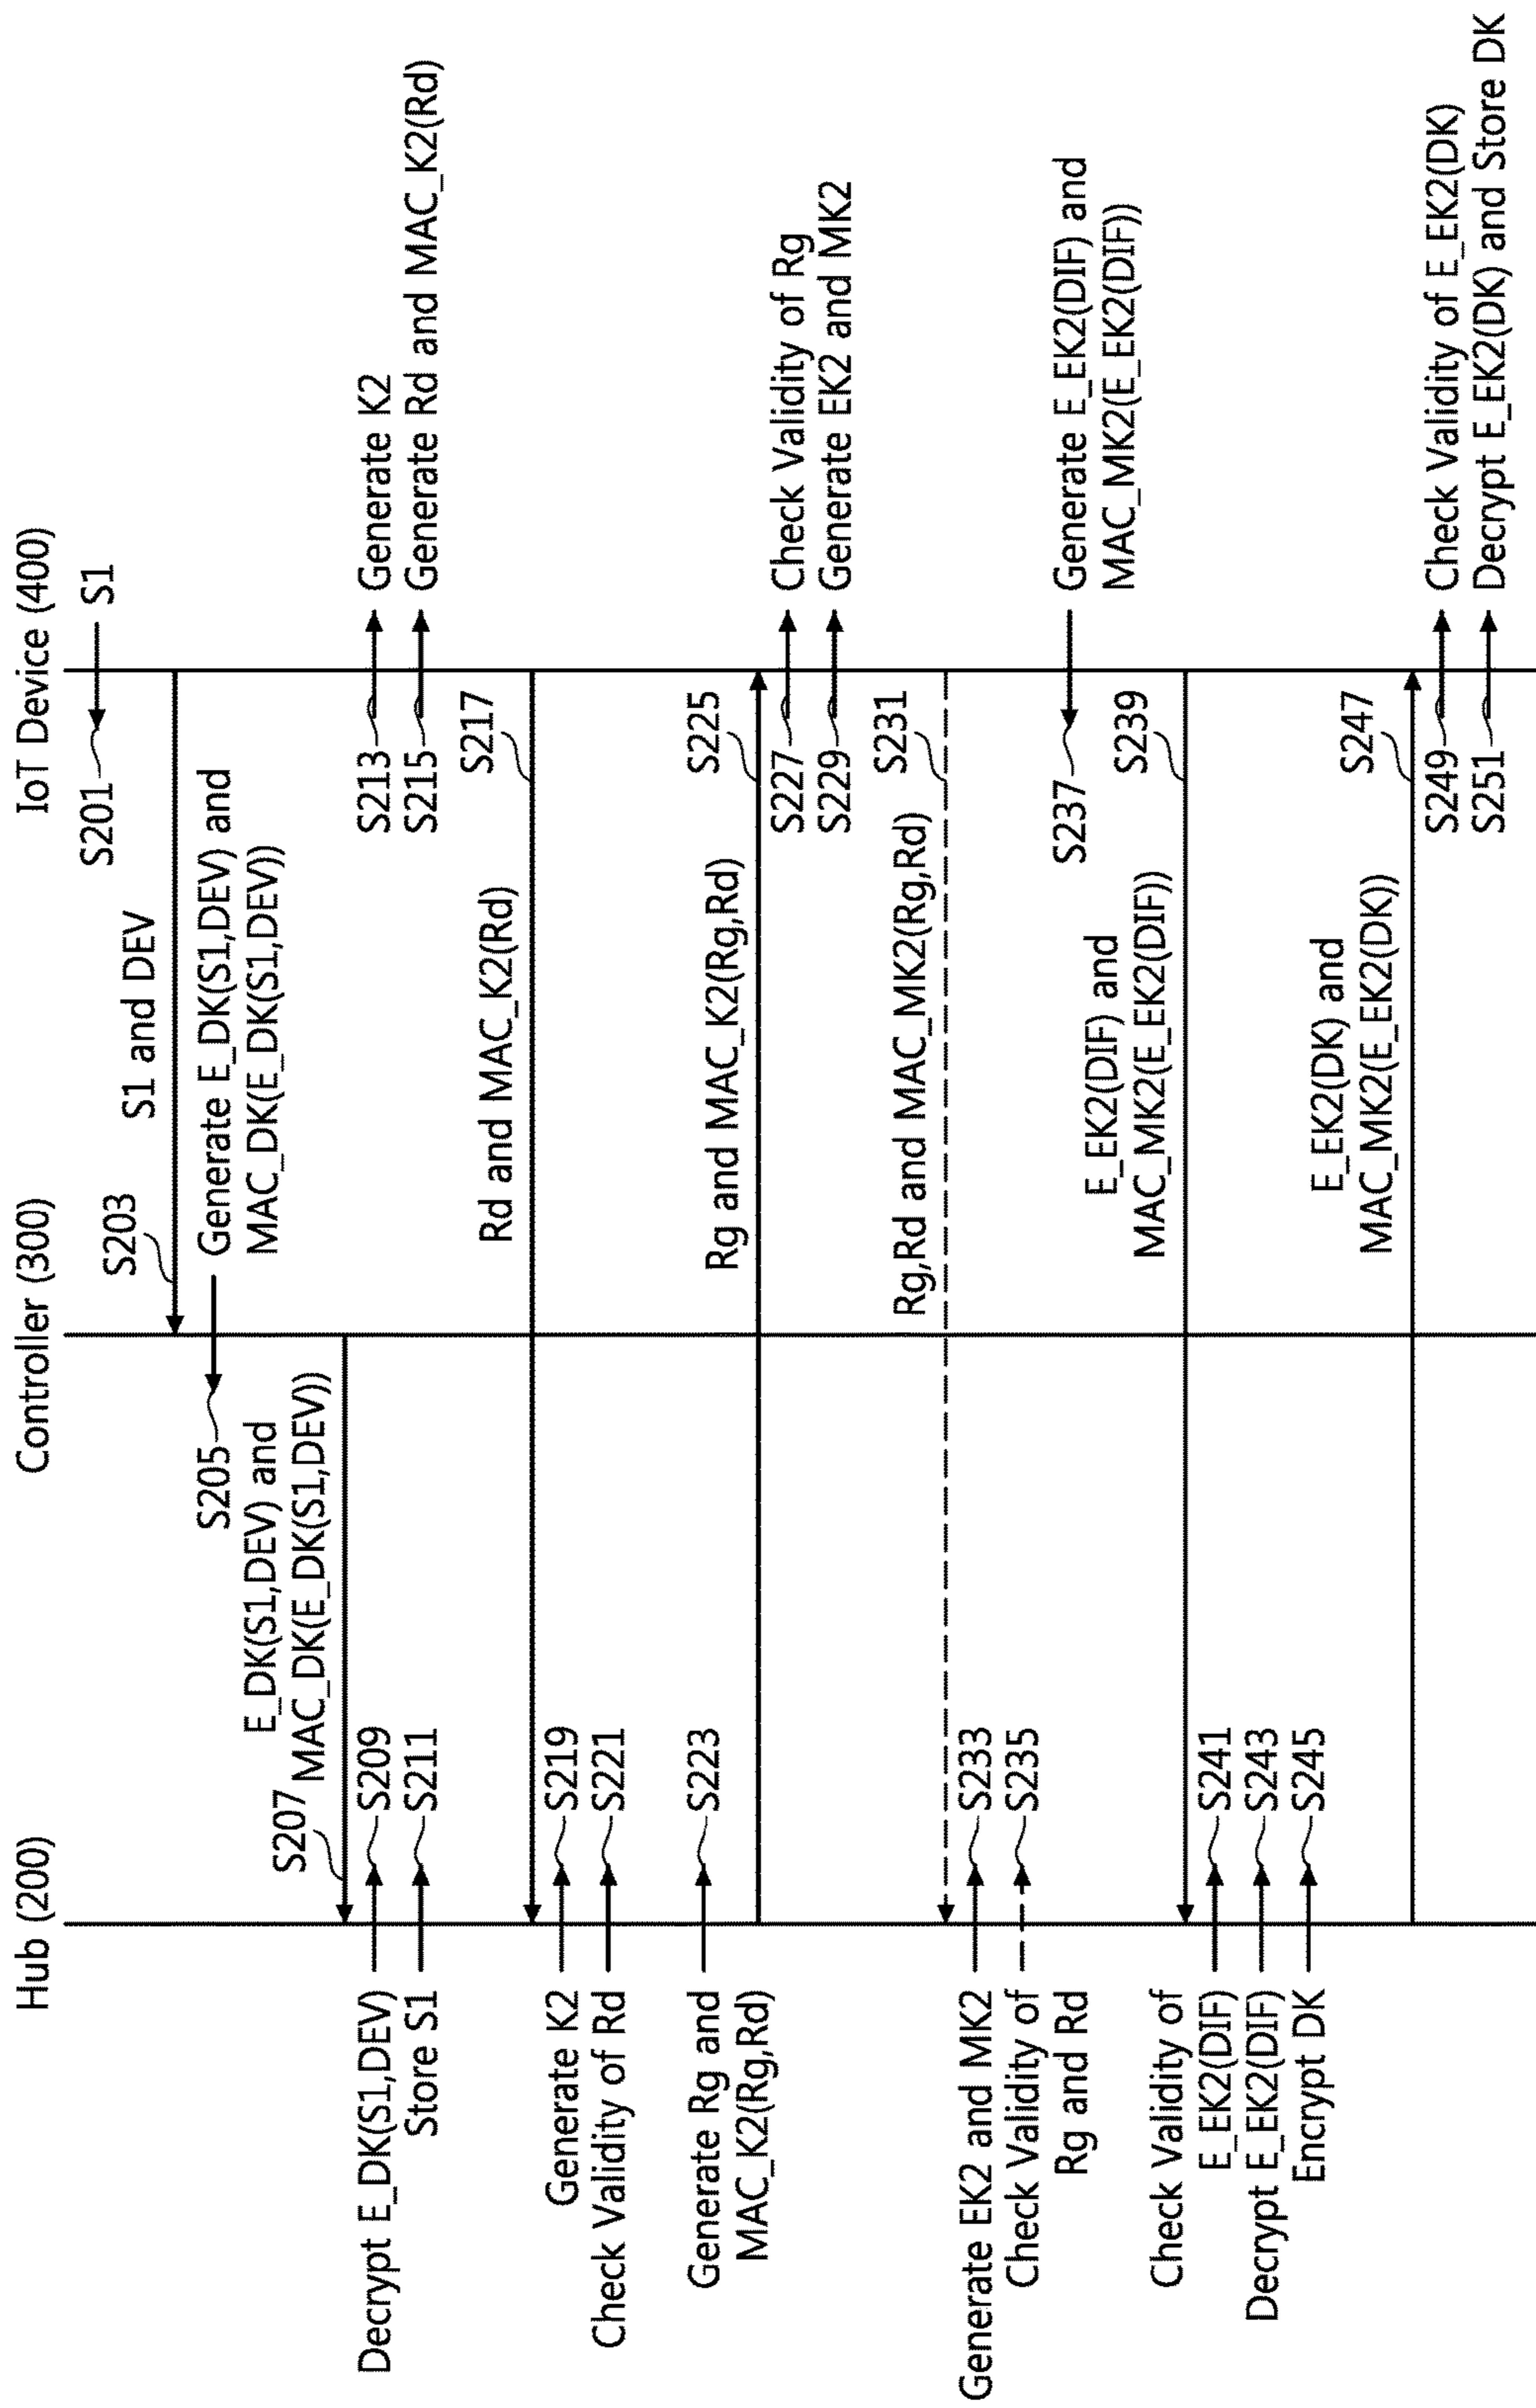 Hub (200)
Controller (300)
IoT Device (400)
S201
S1
S203
S1 and DEV
S205
Generate E_DK(S1,DEV) and
MAC_DK(E_DK(S1,DEV))
E_DK(S1,DEV) and
MAC_DK(E_DK(S1,DEV))
S207
Decrypt E_DK(S1,DEV)
S209
Store S1
S211
S213
Generate K2
S215
Generate Rd and MAC_K2(Rd)
Rd and MAC_K2(Rd)
S217
Generate K2
S219
Check Validity of Rd
S221
Generate Rg and
MAC_K2(Rg,Rd)
S223
Rg and MAC_K2(Rg,Rd)
S225
S227
Check Validity of Rg
S229
Generate EK2 and MK2
Rg,Rd and MAC_MK2(Rg,Rd)
S231
Generate EK2 and MK2
S233
Check Validity of
Rg and Rd
S235
S237
Generate E_EK2(DIF) and
MAC_MK2(E_EK2(DIF))
E_EK2(DIF) and
MAC_MK2(E_EK2(DIF))
S239
Check Validity of
E_EK2(DIF)
S241
Decrypt E_EK2(DIF)
S243
Encrypt DK
S245
E_EK2(DK) and
MAC_MK2(E_EK2(DK))
S247
S249
Check Validity of E_EK2(DK)
S251
Decrypt E_EK2(DK) and Store DK